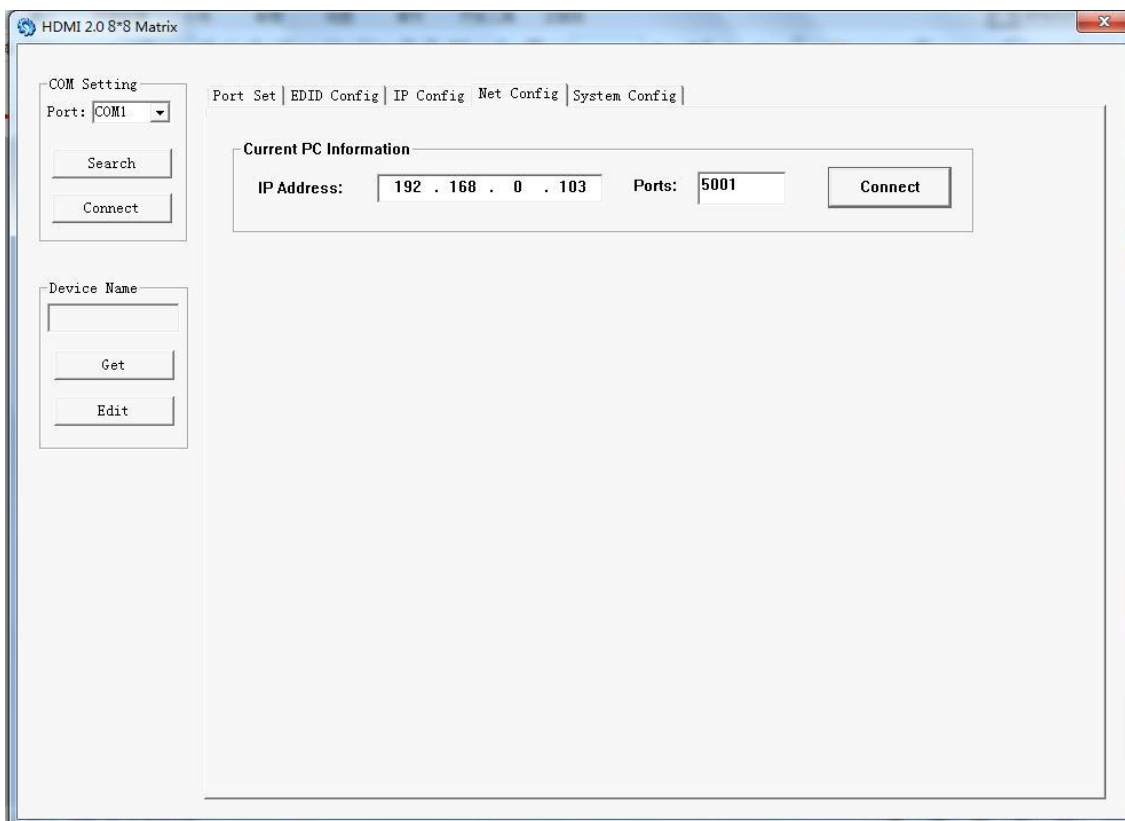 HDMI 2.0 8*8 Matrix
COM Setting
Port: COM1
Search
Connect
Device Name
Get
Edit
Port Set EDID Config IP Config Net Config System Config
Current PC Information
IP Address: 192 . 168 . 0 . 103 Ports: 5001 Connect